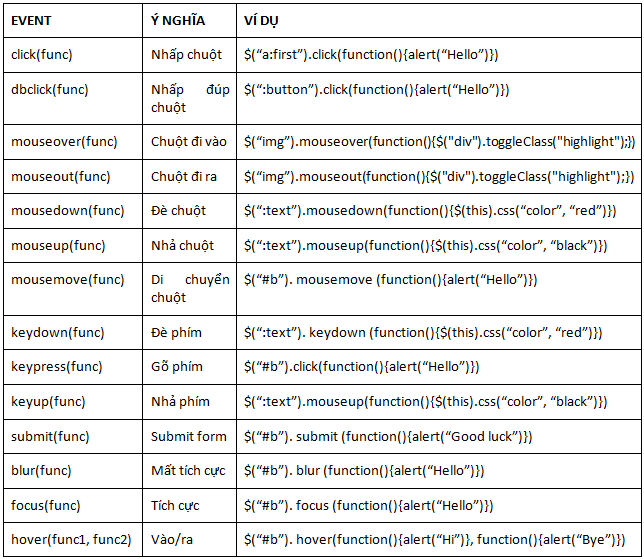 EVENT Ý NGHĨA VÍ DỤ
click(func) Nhấp chuột $(“a:first”).click(function(){alert(“Hello”)})
dbclick(func) Nhấp đúp chuột $(“:button”).click(function(){alert(“Hello”)})
mouseover(func) Chuột đi vào $(“img”).mouseover(function(){$("div").toggleClass("highlight");})
mouseout(func) Chuột đi ra $(“img”).mouseout(function(){$("div").toggleClass("highlight");})
mousedown(func) Đè chuột $(“:text”).mousedown(function(){$(this).css(“color”, “red”)})
mouseup(func) Nhả chuột $(“:text”).mouseup(function(){$(this).css(“color”, “black”)})
mousemove(func) Di chuyển chuột $(“#b”). mousemove (function(){alert(“Hello”)})
keydown(func) Đè phím $(“:text”). keydown (function(){$(this).css(“color”, “red”)})
keypress(func) Gõ phím $(“#b”).click(function(){alert(“Hello”)})
keyup(func) Nhả phím $(“:text”).mouseup(function(){$(this).css(“color”, “black”)})
submit(func) Submit form $(“#b”). submit (function(){alert(“Good luck”)})
blur(func) Mất tích cực $(“#b”). blur (function(){alert(“Hello”)})
focus(func) Tích cực $(“#b”). focus (function(){alert(“Hello”)})
hover(func1, func2) Vào/ra $(“#b”). hover(function(){alert(“Hi”)}, function(){alert(“Bye”)})